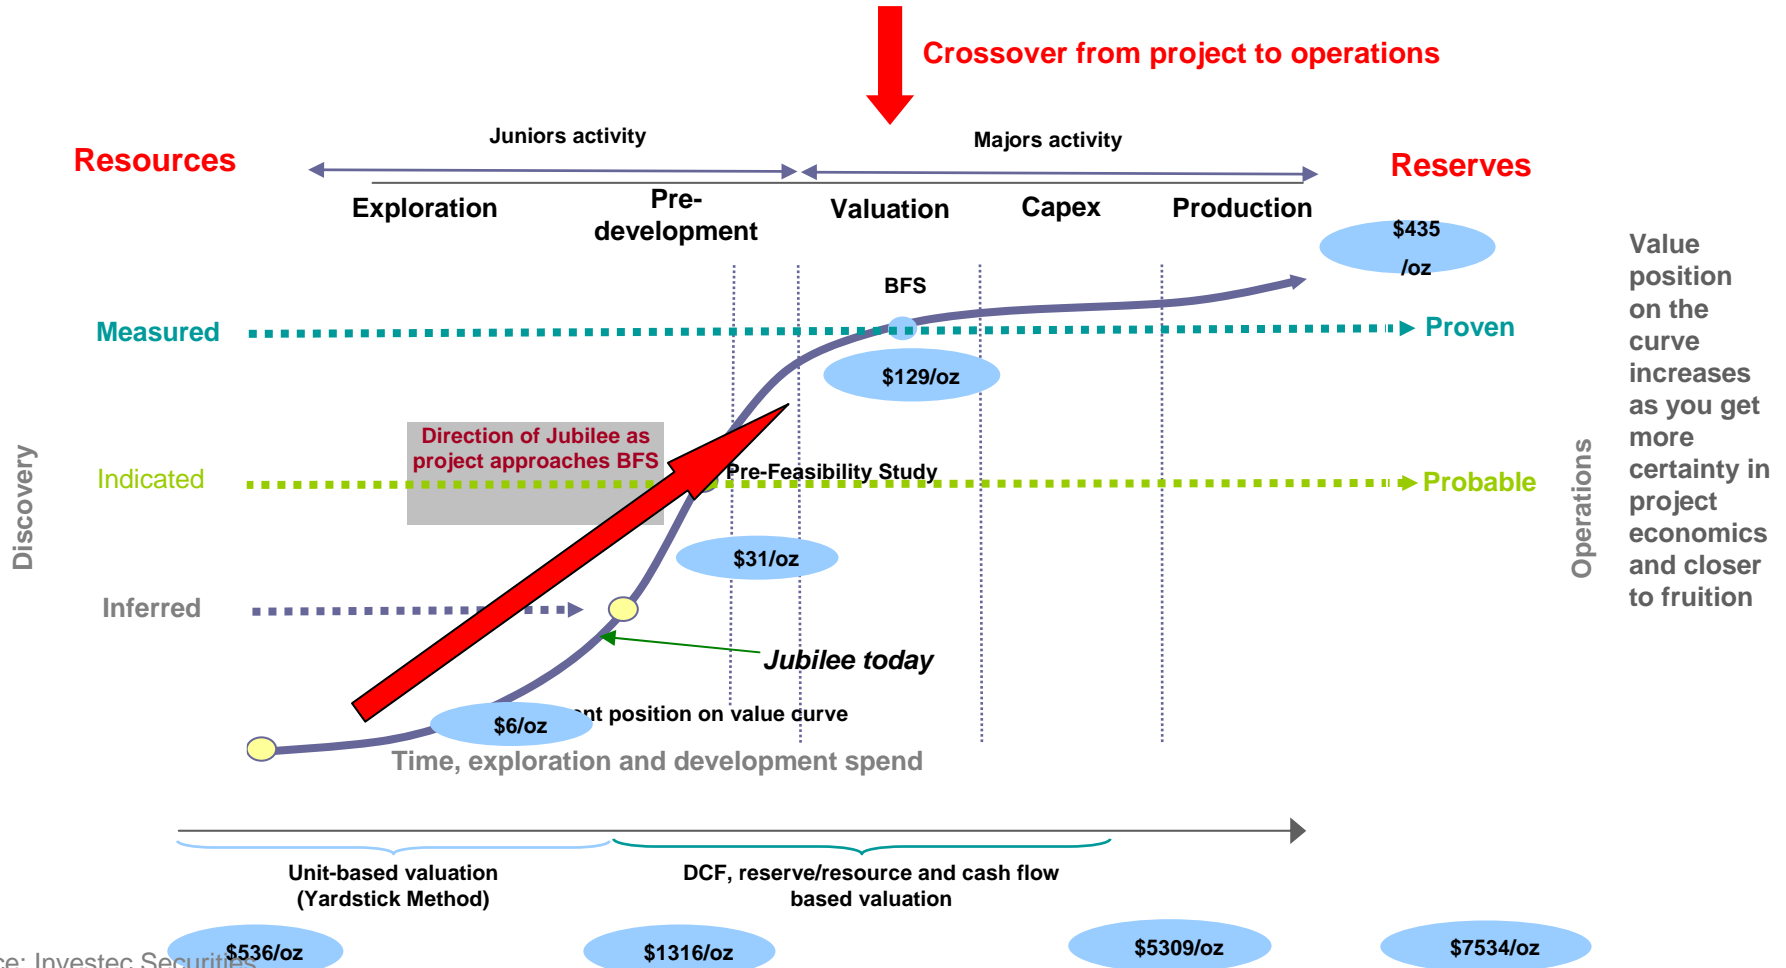 Crossover from project to operations
Juniors activity
Majors activity
Resources
Reserves
Exploration
Pre-
development
Valuation
Capex
Production
$435
/oz
BFS
Measured
Proven
$129/oz
Direction of Jubilee as
project approaches BFS
Pre-Feasibility Study
Indicated
Probable
$31/oz
Inferred
Jubilee today
$6/oz
position on value curve
Time, exploration and development spend
Discovery
Operations
Value
position
on the
curve
increases
as you get
more
certainty in
project
economics
and closer
to fruition
Unit-based valuation
(Yardstick Method)
DCF, reserve/resource and cash flow
based valuation
$536/oz
$1316/oz
$5309/oz
$7534/oz
Investec Securities